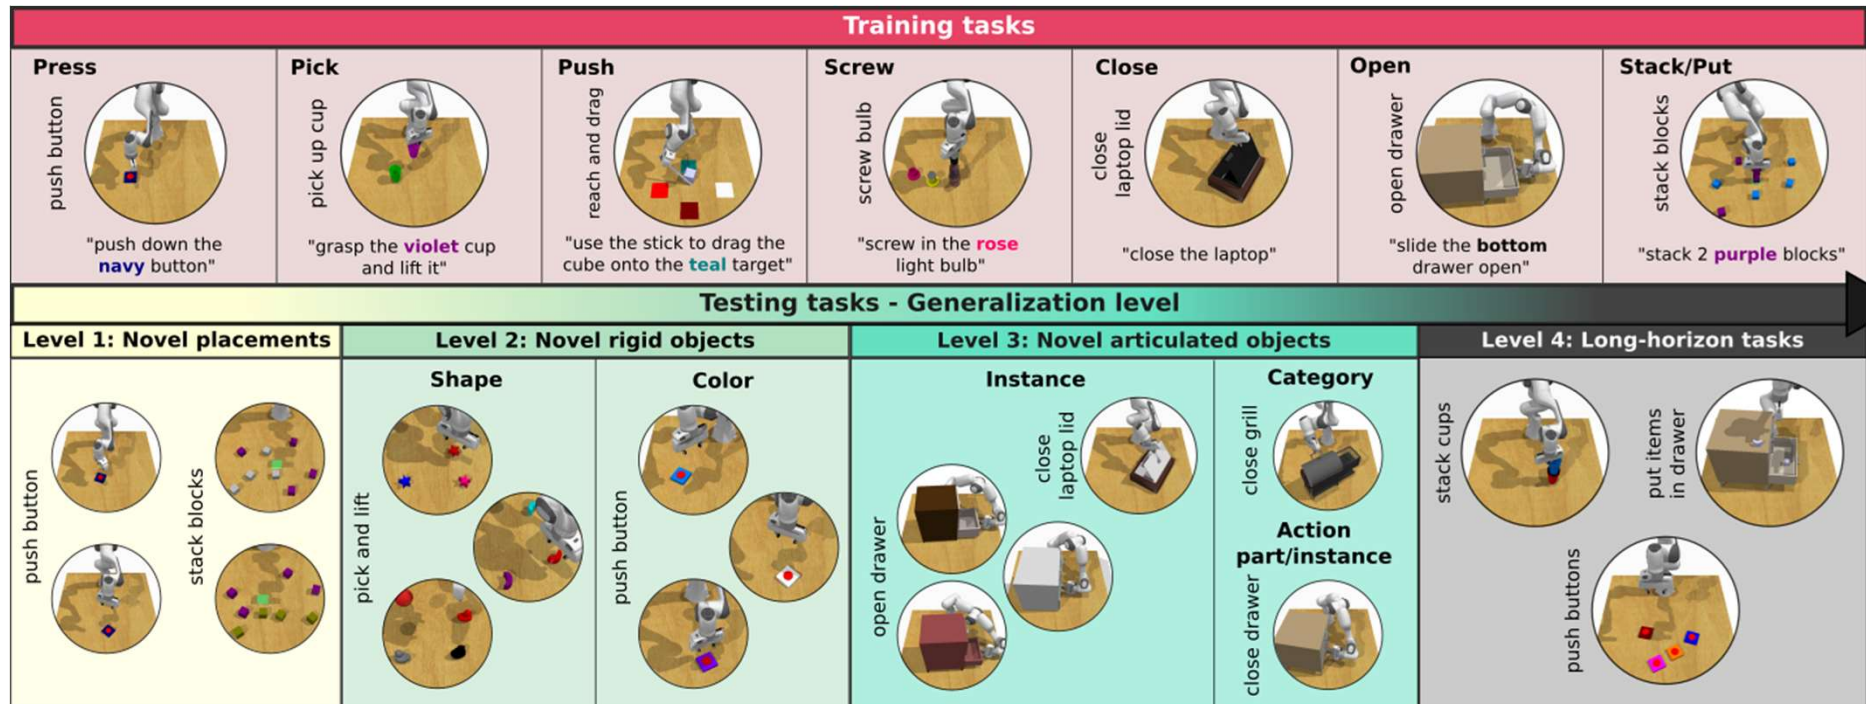 Training tasks
Press
push button
"push down the
navy button"
Pick
pick up cup
"grasp the violet cup
and lift it"
Push
reach and drag
"use the stick to drag the
cube onto the teal target"
Screw
screw bulb
"screw in the rose
light bulb"
Close
close
laptop lid
"close the laptop"
Open
open drawer
"slide the bottom
drawer open"
Stack/Put
stack blocks
"stack 2 purple blocks"
Testing tasks - Generalization level
Level 1: Novel placements
push button
stack blocks
Level 2: Novel rigid objects
Shape
pick and lift
Color
push button
Level 3: Novel articulated objects
Instance
open drawer
close
laptop lid
Category
close grill
Action
part/instance
close drawer
Level 4: Long-horizon tasks
stack cups
put items
in drawer
push buttons